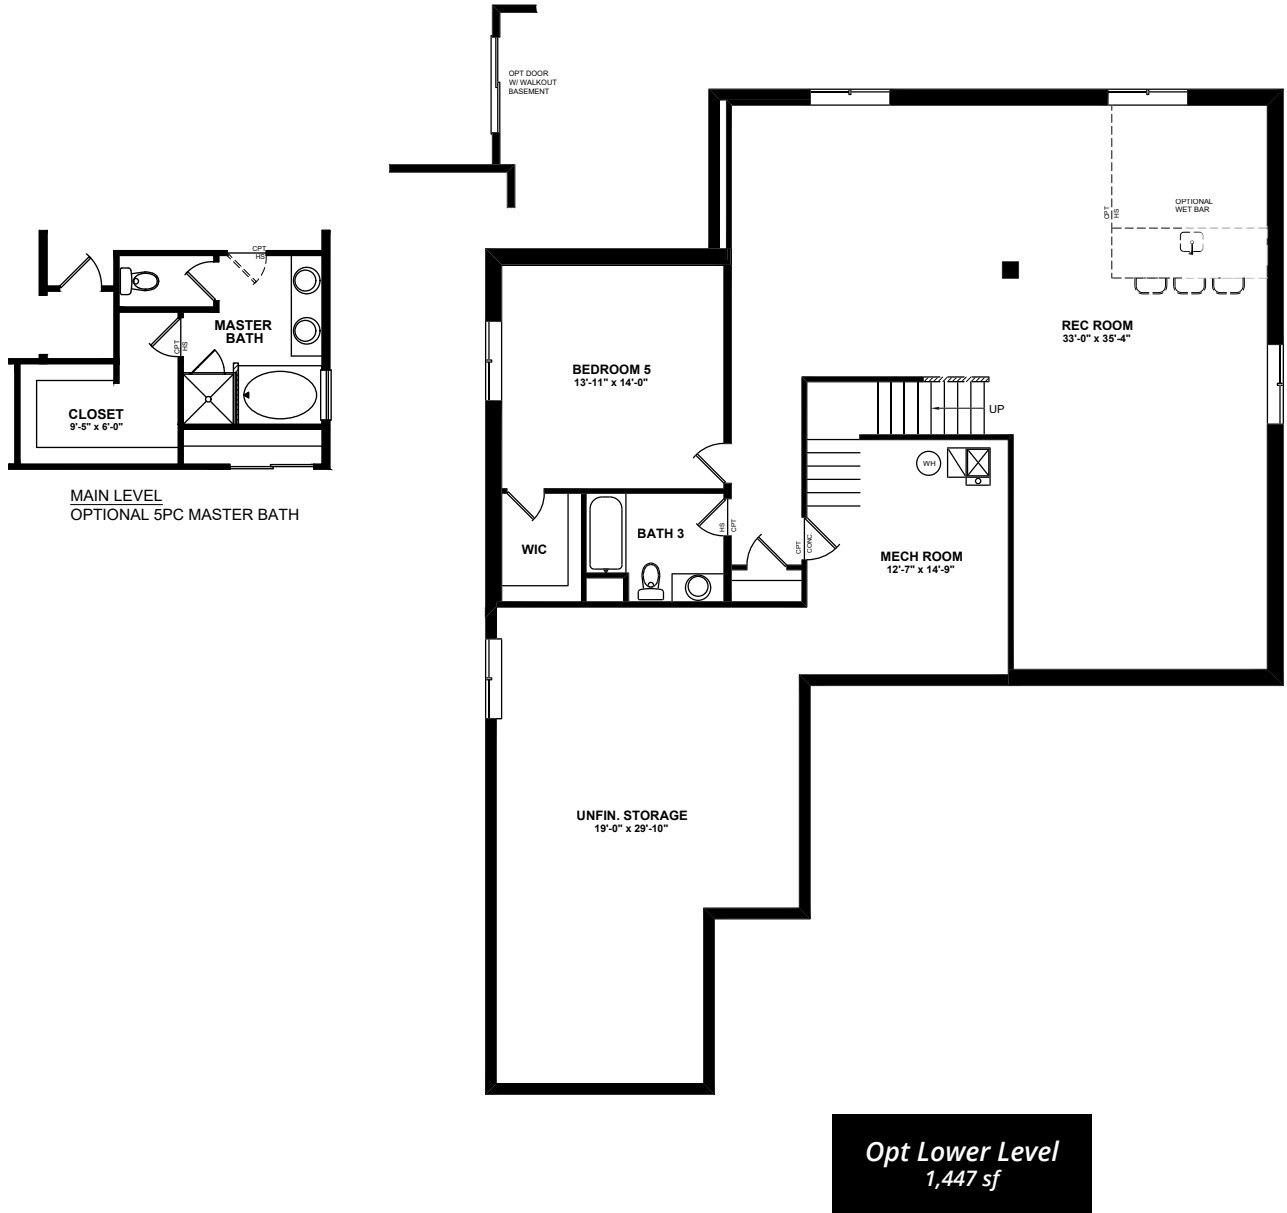 OPT DOOR
W/ WALKOUT
BASEMENT
OPTIONAL
WET BAR
CPT
HS
REC ROOM
33'-0" x 35'-4"
BEDROOM 5
13'-11" x 14'-0"
UP
WH
MECH ROOM
12'-7" x 14'-9"
CPT
CONC.
BATH 3
HS
CPT
WIC
UNFIN. STORAGE
19'-0" x 29'-10"
CPT
HS
MASTER
BATH
CPT
HS
CLOSET
9'-5" x 6'-0"
MAIN LEVEL
OPTIONAL 5PC MASTER BATH
Opt Lower Level
1,447 sf